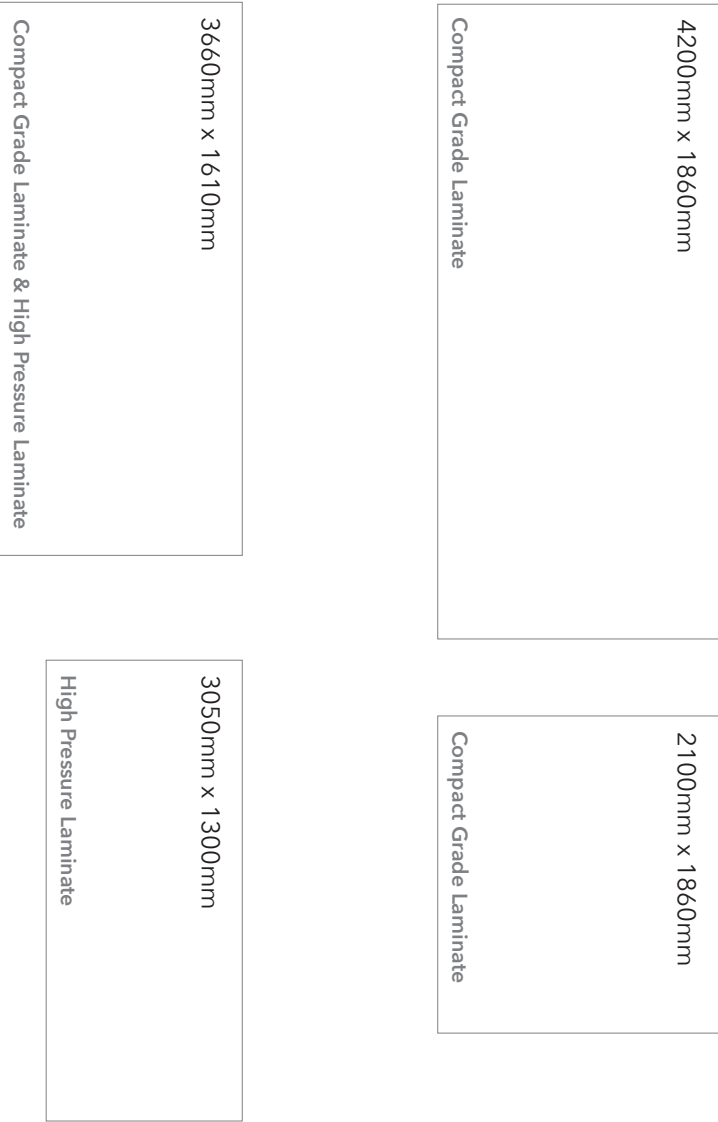 4200mm x 1860mm
Compact Grade Laminate
2100mm x 1860mm
Compact Grade Laminate
3660mm x 1610mm
Compact Grade Laminate & High Pressure Laminate
3050mm x 1300mm
High Pressure Laminate